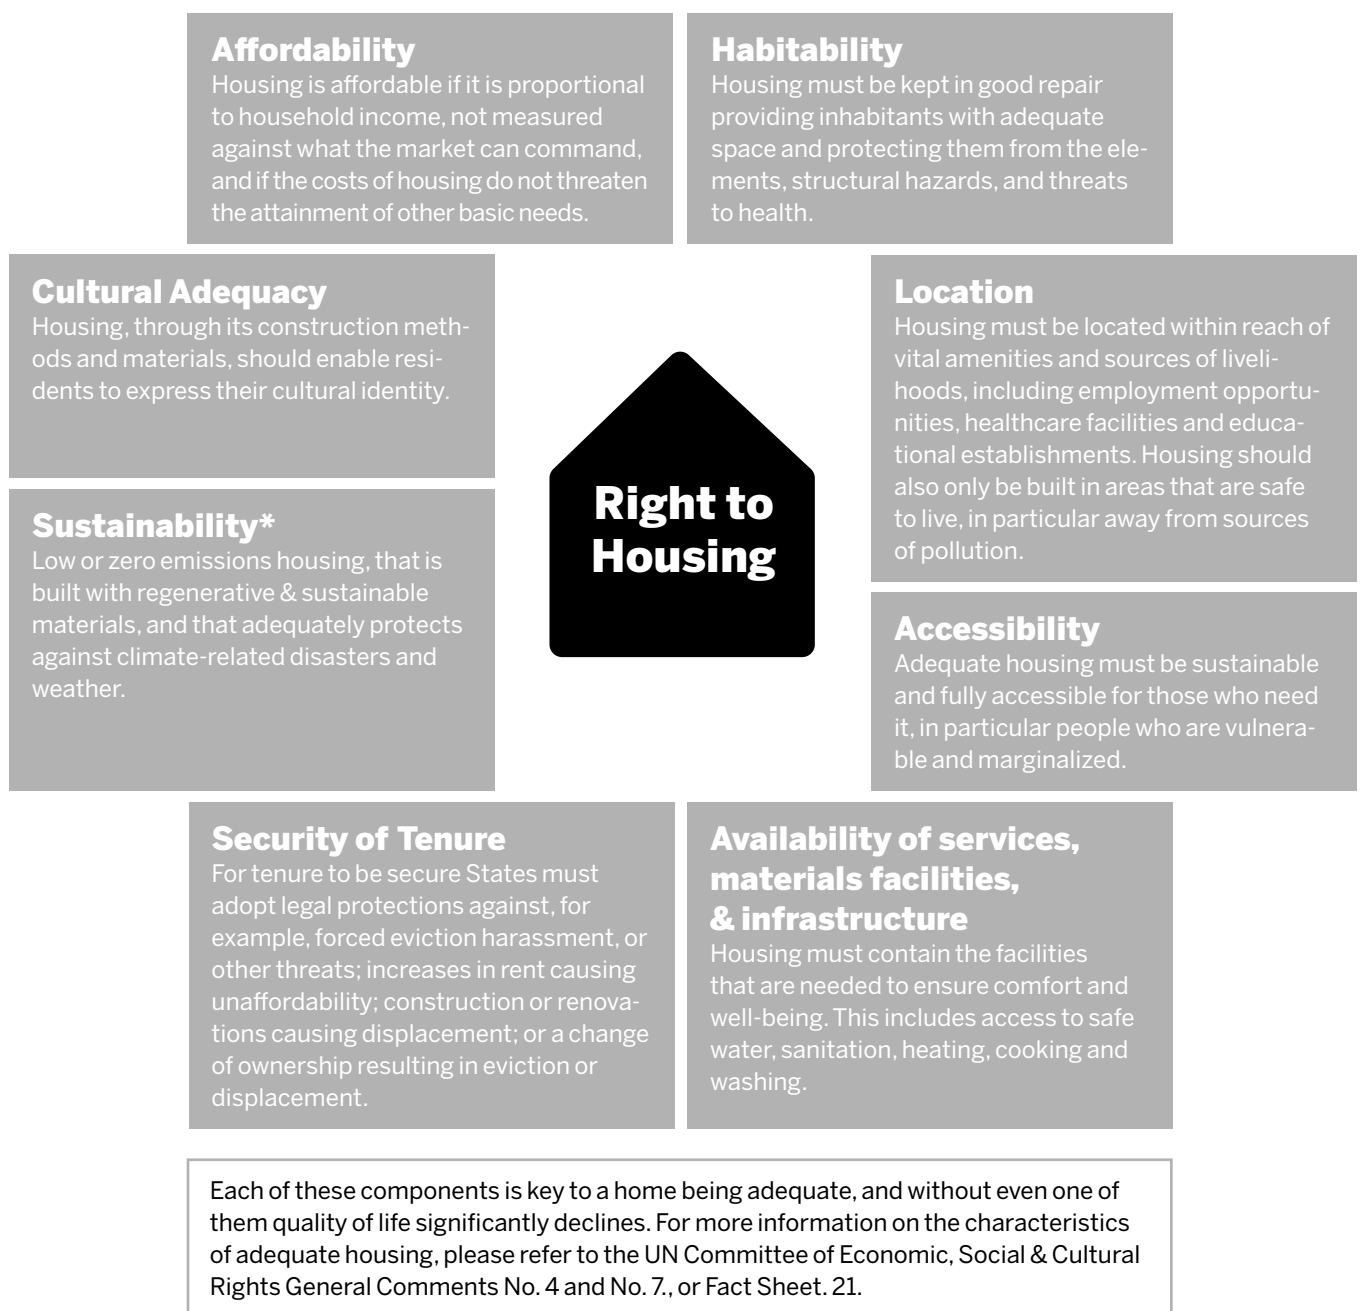 Affordability
Housing is affordable if it is proportional
to household income, not measured
against what the market can command,
and if the costs of housing do not threaten
the attainment of other basic needs.
Habitability
Housing must be kept in good repair
providing inhabitants with adequate
space and protecting them from the ele-
ments, structural hazards, and threats
to health.
Cultural Adequacy
Housing, through its construction meth-
ods and materials, should enable resi-
dents to express their cultural identity.
Location
Housing must be located within reach of
vital amenities and sources of liveli-
hoods, including employment opportu-
nities, healthcare facilities and educa-
tional establishments. Housing should
also only be built in areas that are safe
to live, in particular away from sources
of pollution.
Right to
Housing
Sustainability*
Low or zero emissions housing, that is
built with regenerative & sustainable
materials, and that adequately protects
against climate-related disasters and
weather.
Accessibility
Adequate housing must be sustainable
and fully accessible for those who need
it, in particular people who are vulnera-
ble and marginalized.
Security of Tenure
For tenure to be secure States must
adopt legal protections against, for
example, forced eviction harassment, or
other threats; increases in rent causing
unaffordability; construction or renova-
tions causing displacement; or a change
of ownership resulting in eviction or
displacement.
Availability of services,
materials facilities,
& infrastructure
Housing must contain the facilities
that are needed to ensure comfort and
well-being. This includes access to safe
water, sanitation, heating, cooking and
washing.
Each of these components is key to a home being adequate, and without even one of
them quality of life significantly declines. For more information on the characteristics
of adequate housing, please refer to the UN Committee of Economic, Social & Cultural
Rights General Comments No. 4 and No. 7., or Fact Sheet. 21.